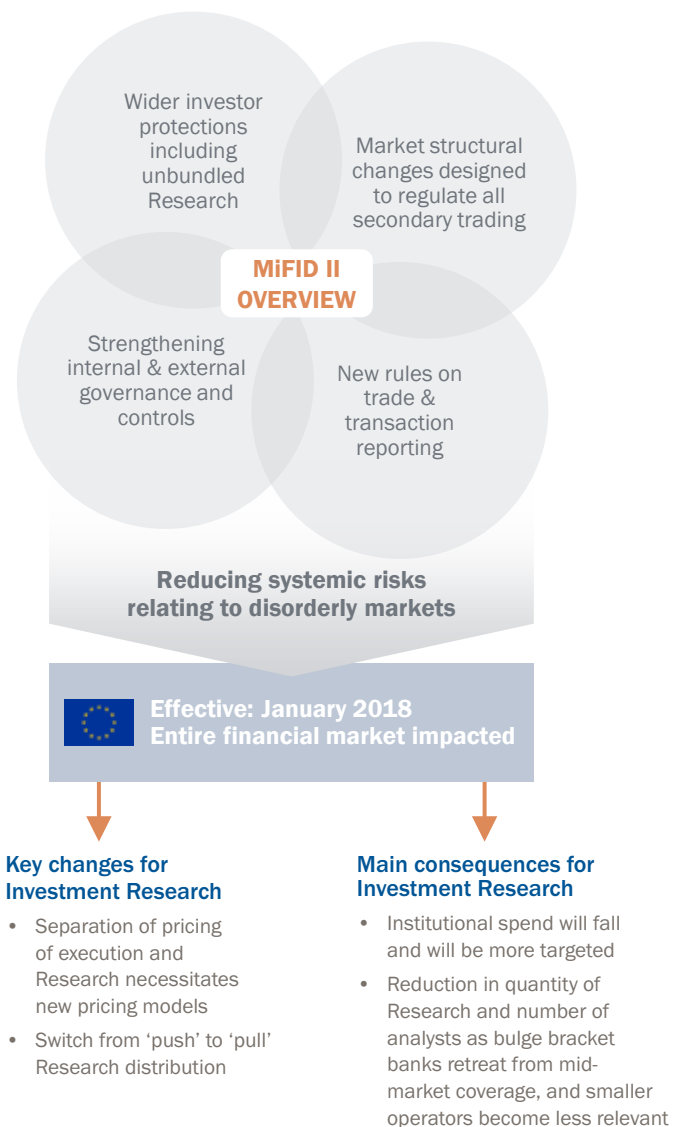 Wider investor
protections
including
unbundled
Research
Market structural
changes designed
to regulate all
secondary trading
MiFID II
OVERVIEW
Strengthening
internal & external
governance and
controls
New rules on
trade &
transaction
reporting
Reducing systemic risks
relating to disorderly markets
Effective: January 2018
Entire financial market impacted
Key changes for
Investment Research
• Separation of pricing
of execution and
Research necessitates
new pricing models
• Switch from ‘push’ to ‘pull’
Research distribution
Main consequences for
Investment Research
• Institutional spend will fall
and will be more targeted
• Reduction in quantity of
Research and number of
analysts as bulge bracket
banks retreat from mid-
market coverage, and smaller
operators become less relevant